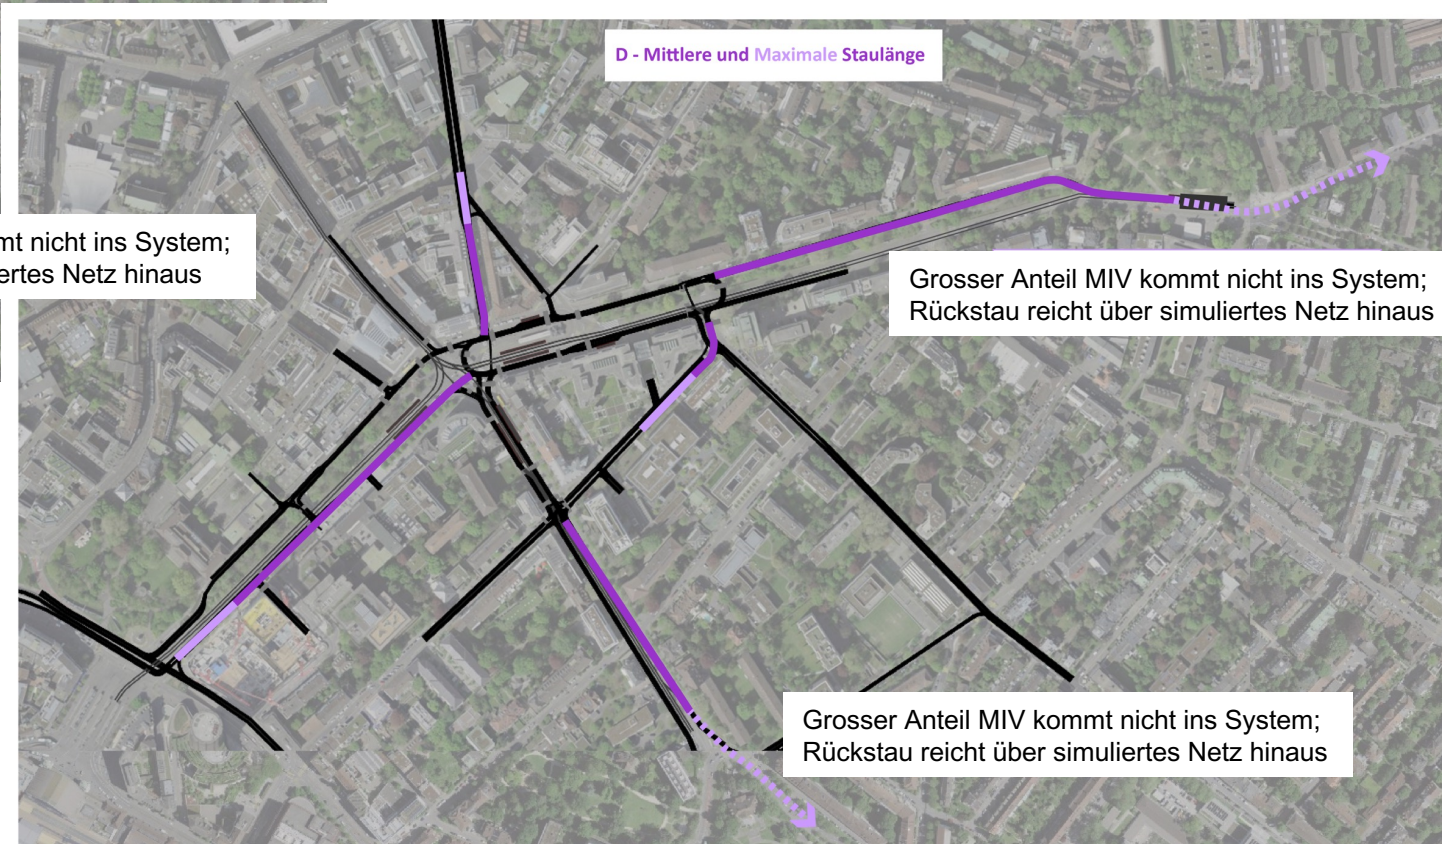 D - Mittlere und Maximale Staulänge
mt nicht ins System;
ertes Netz hinaus
Grosser Anteil MIV kommt nicht ins System;
Rückstau reicht über simuliertes Netz hinaus
Grosser Anteil MIV kommt nicht ins System;
Rückstau reicht über simuliertes Netz hinaus